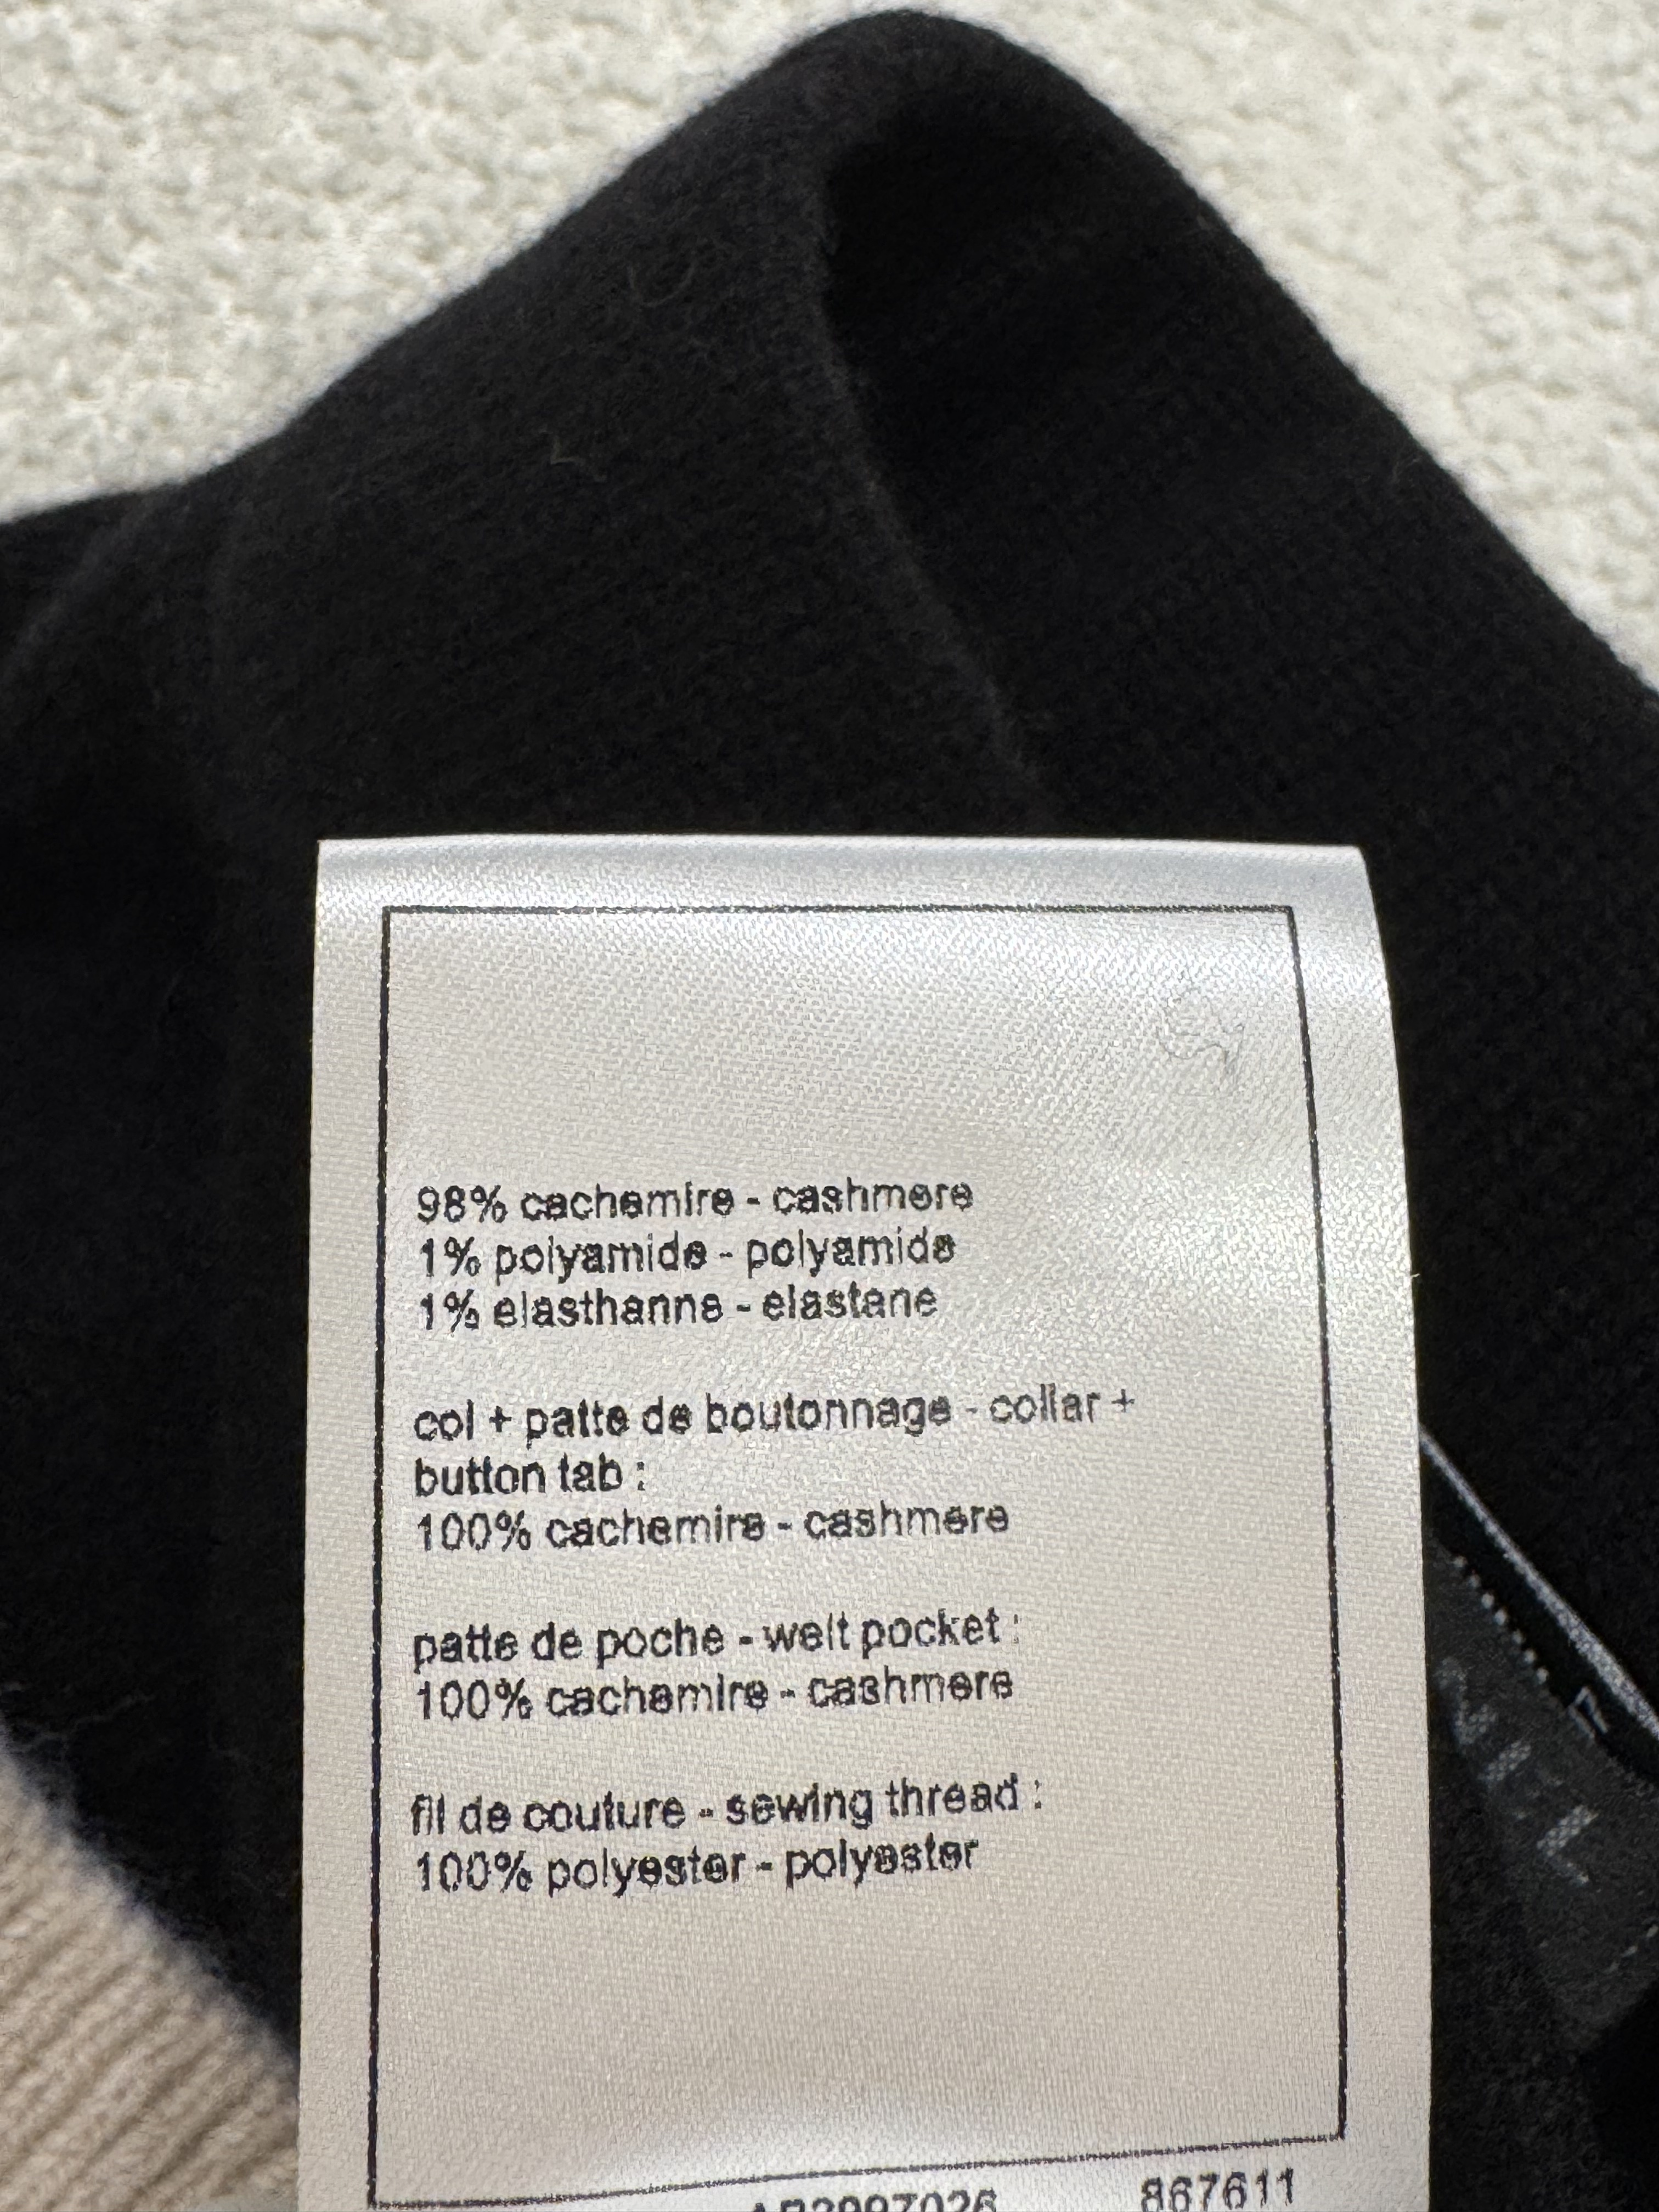 98% cachemire - cashmere
1% polyamide - polyamide
1% elasthanne - elastane
col + patte de boutonnage - collar +
button tab :
100% cachemire - cashmere
patte de poche - welt pocket :
100% cachemire - cashmere
fil de couture - sewing thread :
100% polyester - polyester
867611